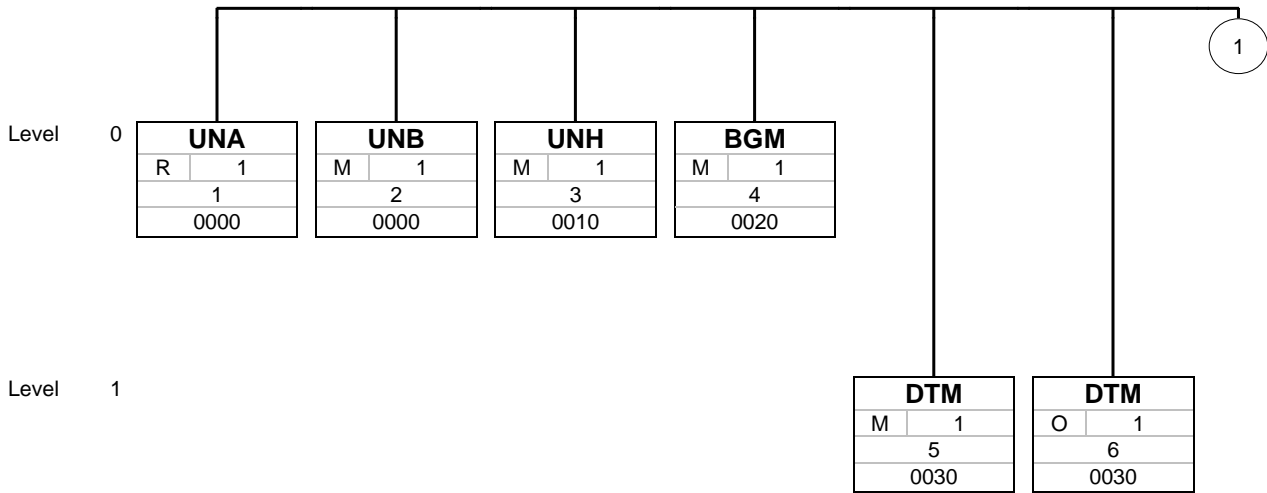 1
Level 0 UNA UNB UNH BGM
R 1 M 1 M 1 M 1
1 2 3 4
0000 0000 0010 0020
Level 1 DTM DTM
M 1 O 1
5 6
0030 0030